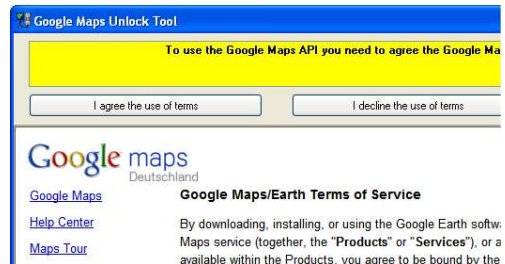 Google Maps Unlock Tool
To use the Google Maps API you need to agree the Google Ma
I agree the use of terms
I decline the use of terms
Google maps
Deutschland
Google Maps
Google Maps/Earth Terms of Service
Help Center
By downloading, installing, or using the Google Earth softw
Maps Tour
Maps service (together, the "Products" or "Services"), or a
available within the Products, you agree to be bound by the